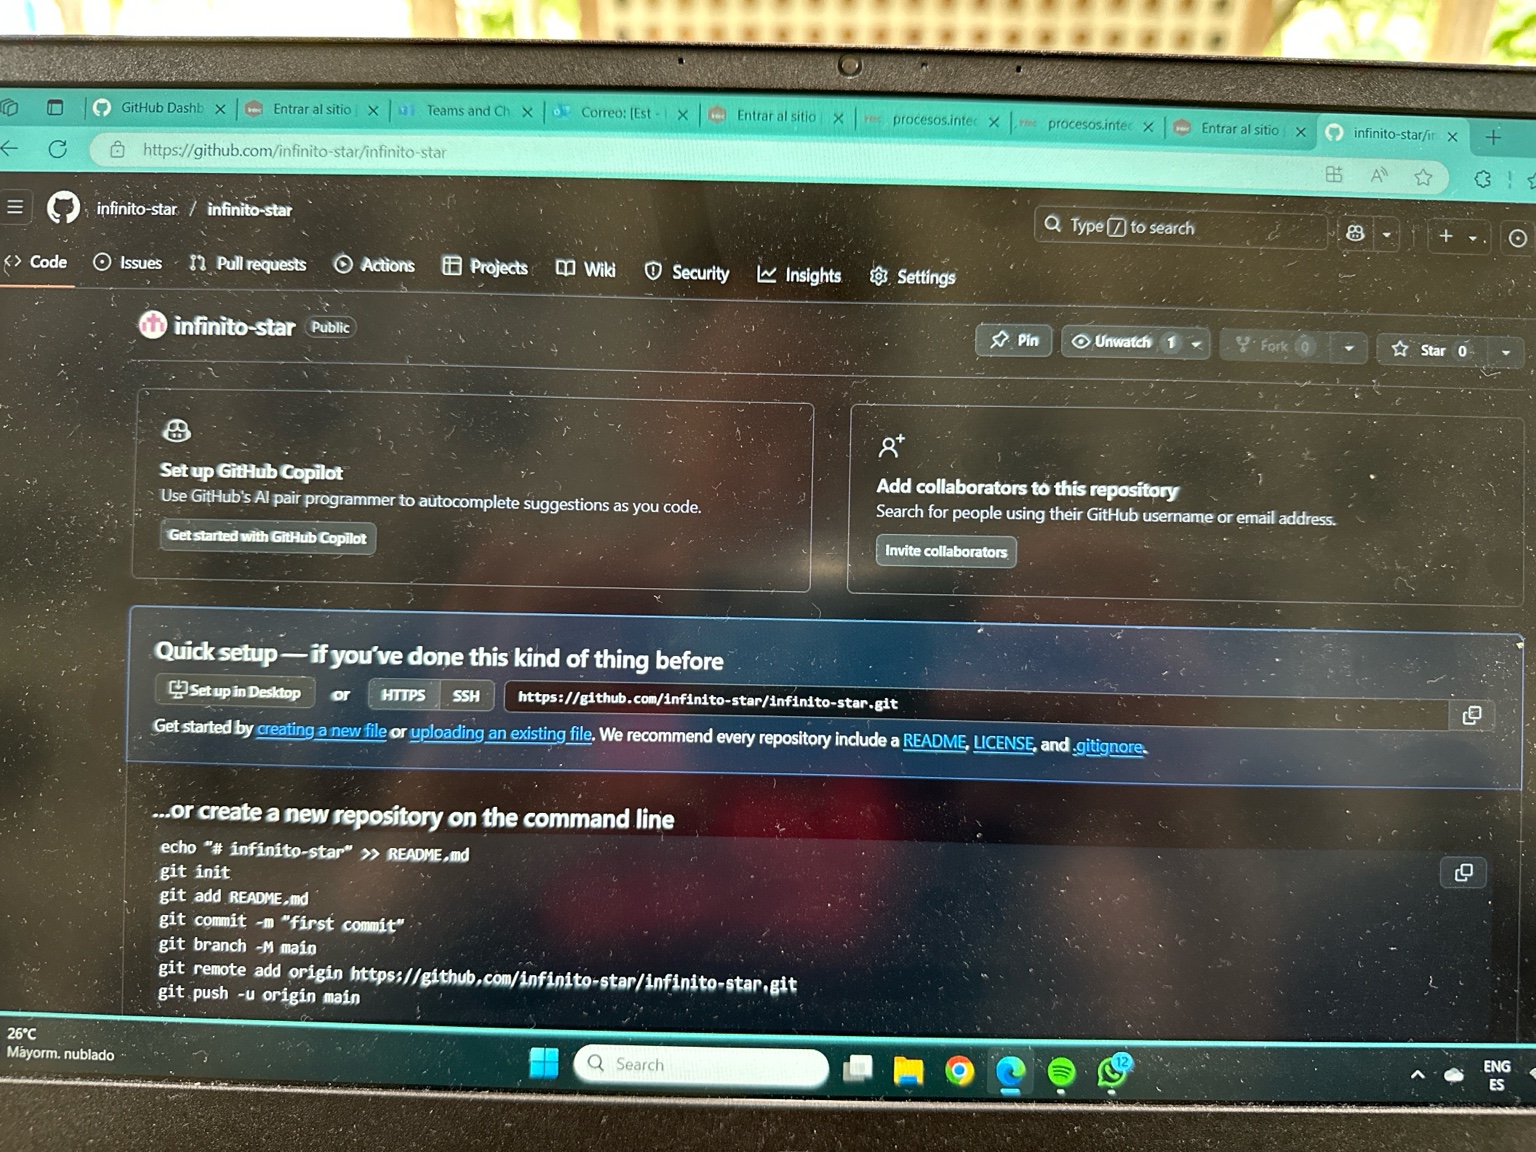 GitHub Dashb
Entrar al sitio
Teams and Ch
Correo: [Est -
Entrar al sitio
procesos.intec
procesos.intec
Entrar al sitio
infinito-star/in
https://github.com/infinito-star/infinito-star
infinito-star / infinito-star
Type / to search
Code
Issues
Pull requests
Actions
Projects
Wiki
Security
Insights
Settings
infinito-star Public
Pin
Unwatch 1
Fork 0
Star 0
Set up GitHub Copilot
Use GitHub's AI pair programmer to autocomplete suggestions as you code.
Get started with GitHub Copilot
Add collaborators to this repository
Search for people using their GitHub username or email address.
Invite collaborators
Quick setup — if you've done this kind of thing before
Set up in Desktop or HTTPS SSH https://github.com/infinito-star/infinito-star.git
Get started by creating a new file or uploading an existing file. We recommend every repository include a README, LICENSE, and .gitignore.
...or create a new repository on the command line
echo "# infinito-star" >> README.md
git init
git add README.md
git commit -m "first commit"
git branch -M main
git remote add origin https://github.com/infinito-star/infinito-star.git
git push -u origin main
26°C
Mayorm. nublado
Search
12
ENG
ES